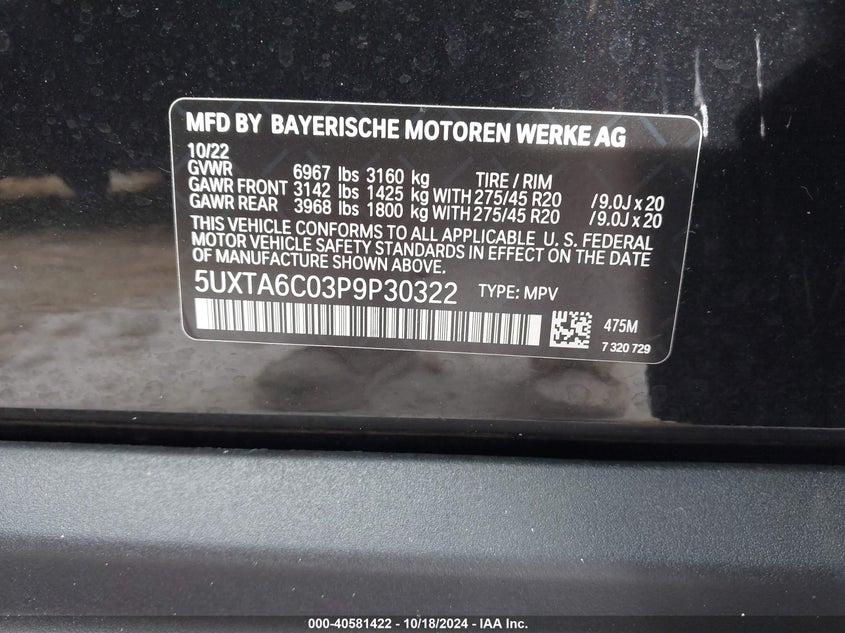 MFD BY BAYERISCHE MOTOREN WERKE AG
10/22
GVWR 6967 lbs 3160 kg TIRE / RIM
GAWR FRONT 3142 lbs 1425 kg WITH 275/45 R20 / 9.0J x 20
GAWR REAR 3968 lbs 1800 kg WITH 275/45 R20 / 9.0J x 20
THIS VEHICLE CONFORMS TO ALL APPLICABLE U. S. FEDERAL
MOTOR VEHICLE SAFETY STANDARDS IN EFFECT ON THE DATE
OF MANUFACTURE SHOWN ABOVE.
5UXTA6C03P9P30322 TYPE: MPV
475M
7 320 729
000-40581422 - 10/18/2024 - IAA Inc.